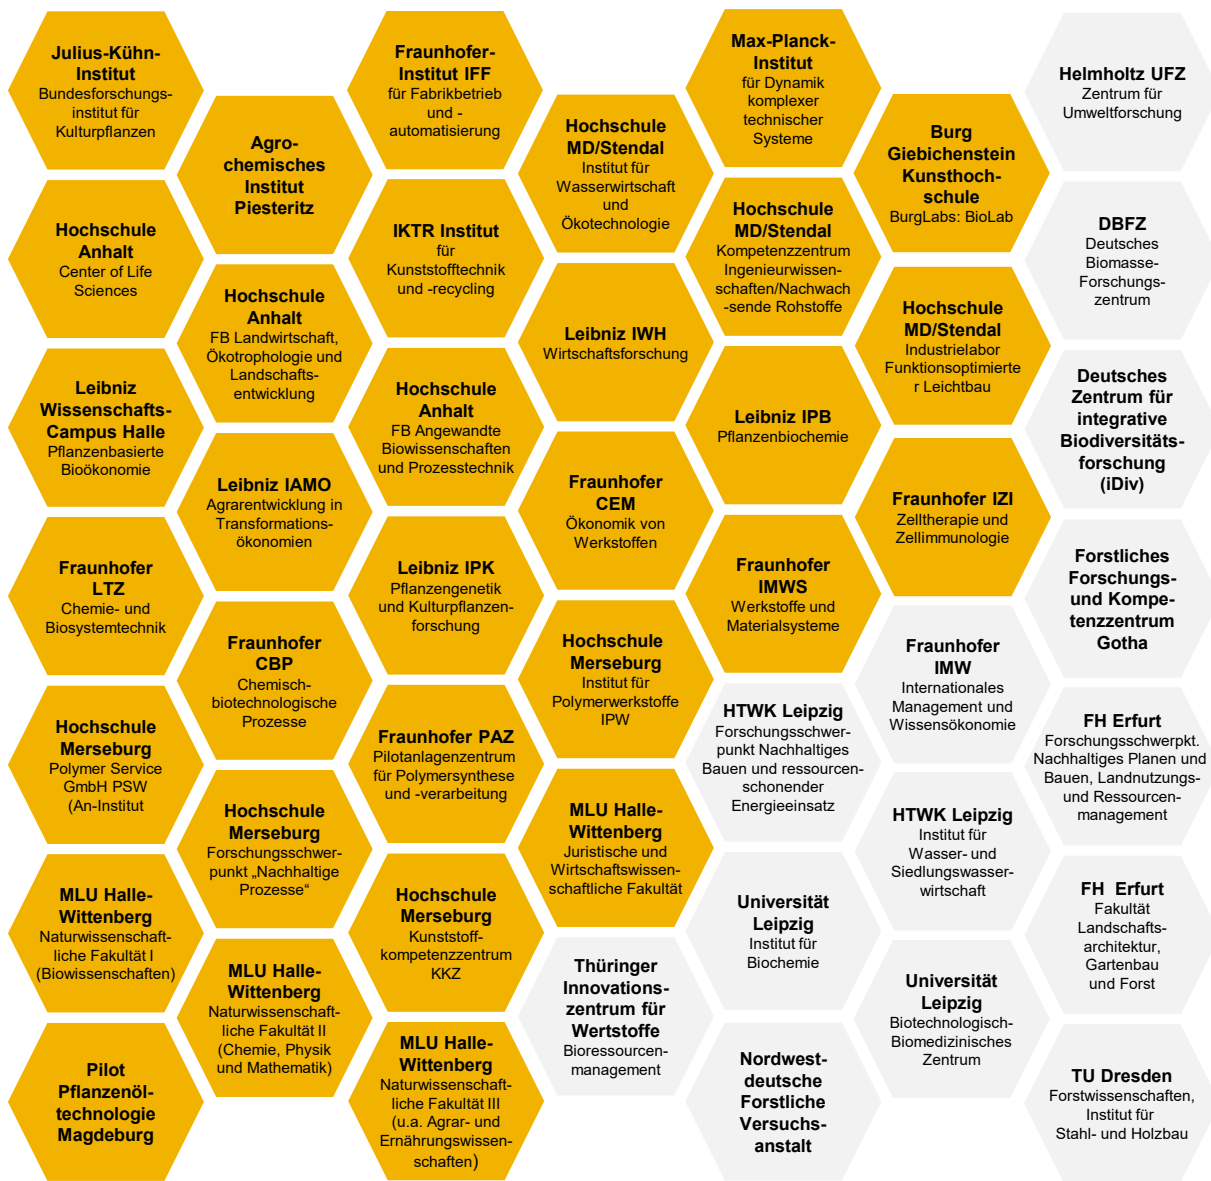 Julius-Kühn-
Institut
Bundesforschungs-
institut für
Kulturpflanzen
Hochschule
Anhalt
Center of Life
Sciences
Leibniz
Wissenschafts-
Campus Halle
Pflanzenbasierte
Bioökonomie
Fraunhofer
LTZ
Chemie- und
Biosystemtechnik
Hochschule
Merseburg
Polymer Service
GmbH PSW
(An-Institut
MLU Halle-
Wittenberg
Naturwissenschaft-
liche Fakultät I
(Biowissenschaften)
Pilot
Pflanzenöl-
technologie
Magdeburg
Agro-
chemisches
Institut
Piesteritz
Hochschule
Anhalt
FB Landwirtschaft,
Ökotrophologie und
Landschafts-
entwicklung
Leibniz IAMO
Agrarentwicklung in
Transformations-
ökonomien
Fraunhofer
CBP
Chemisch-
biotechnologische
Prozesse
Hochschule
Merseburg
Forschungsschwer-
punkt „Nachhaltige
Prozesse“
MLU Halle-
Wittenberg
Naturwissenschaft-
liche Fakultät II
(Chemie, Physik
und Mathematik)
Fraunhofer-
Institut IFF
für Fabrikbetrieb
und -
automatisierung
IKTR Institut
für
Kunststofftechnik
und -recycling
Hochschule
Anhalt
FB Angewandte
Biowissenschaften
und Prozesstechnik
Leibniz IPK
Pflanzengenetik
und Kulturpflanzen-
forschung
Fraunhofer PAZ
Pilotanlagenzentrum
für Polymersynthese
und -verarbeitung
Hochschule
Merseburg
Kunststoff-
kompetenzzentrum
KKZ
MLU Halle-
Wittenberg
Naturwissenschaft-
liche Fakultät III
(u.a. Agrar- und
Ernährungswissen-
schaften)
Hochschule
MD/Stendal
Institut für
Wasserwirtschaft
und
Ökotechnologie
Leibniz IWH
Wirtschaftsforschung
Fraunhofer
CEM
Ökonomik von
Werkstoffen
Hochschule
Merseburg
Institut für
Polymerwerkstoffe
IPW
MLU Halle-
Wittenberg
Juristische und
Wirtschaftswissen-
schaftliche Fakultät
Thüringer
Innovations-
zentrum für
Wertstoffe
Bioressourcen-
management
Max-Planck-
Institut
für Dynamik
komplexer
technischer
Systeme
Hochschule
MD/Stendal
Kompetenzzentrum
Ingenieurwissen-
schaften/Nachwach
-sende Rohstoffe
Leibniz IPB
Pflanzenbiochemie
Fraunhofer
IMWS
Werkstoffe und
Materialsysteme
HTWK Leipzig
Forschungsschwer-
punkt Nachhaltiges
Bauen und ressourcen-
schonender
Energieeinsatz
Universität
Leipzig
Institut für
Biochemie
Nordwest-
deutsche
Forstliche
Versuchs-
anstalt
Burg
Giebichenstein
Kunsthoch-
schule
BurgLabs: BioLab
Hochschule
MD/Stendal
Industrielabor
Funktionsoptimierte
r Leichtbau
Fraunhofer IZI
Zelltherapie und
Zellimmunologie
Fraunhofer
IMW
Internationales
Management und
Wissensökonomie
HTWK Leipzig
Institut für
Wasser- und
Siedlungswasser-
wirtschaft
Universität
Leipzig
Biotechnologisch-
Biomedizinisches
Zentrum
Helmholtz UFZ
Zentrum für
Umweltforschung
DBFZ
Deutsches
Biomasse-
Forschungs-
zentrum
Deutsches
Zentrum für
integrative
Biodiversitäts-
forschung
(iDiv)
Forstliches
Forschungs-
und Kompe-
tenzzentrum
Gotha
FH Erfurt
Forschungsschwerpkt.
Nachhaltiges Planen und
Bauen, Landnutzungs-
und Ressourcen-
management
FH Erfurt
Fakultät
Landschafts-
architektur,
Gartenbau
und Forst
TU Dresden
Forstwissenschaften,
Institut für
Stahl- und Holzbau